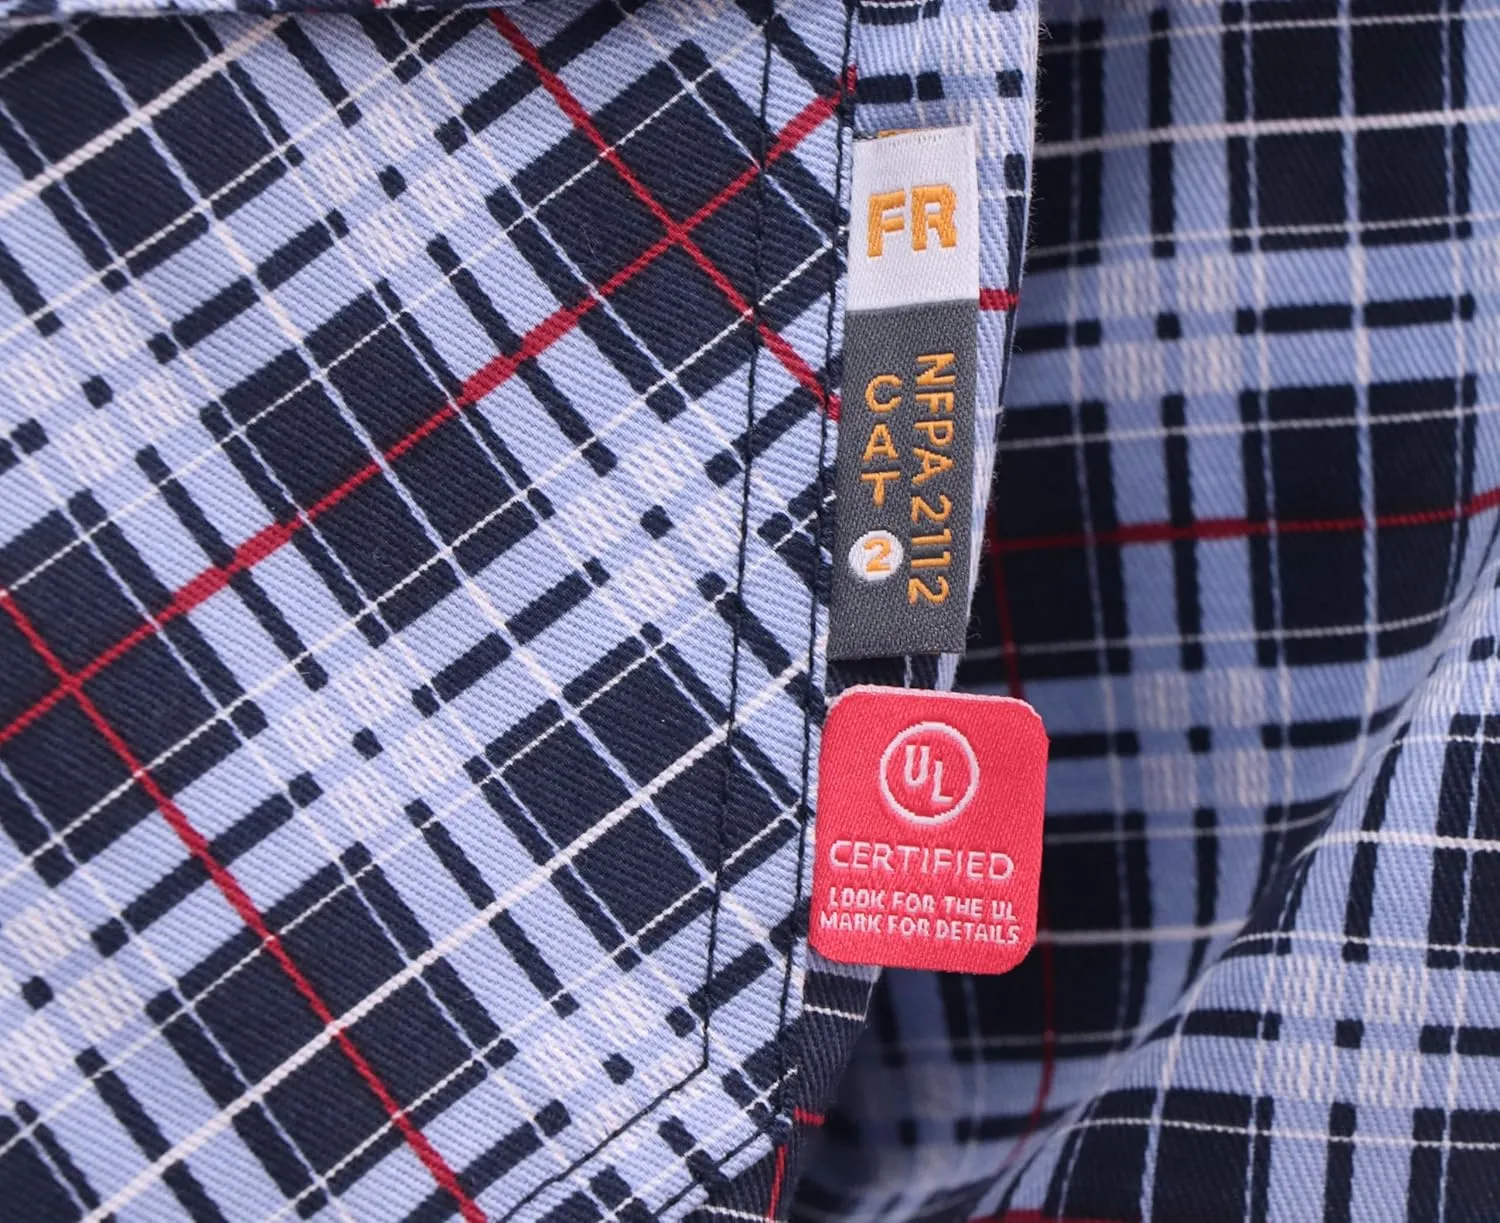 FR
NFPA 2112
CAT 2
UL
CERTIFIED
LOOK FOR THE UL
MARK FOR DETAILS